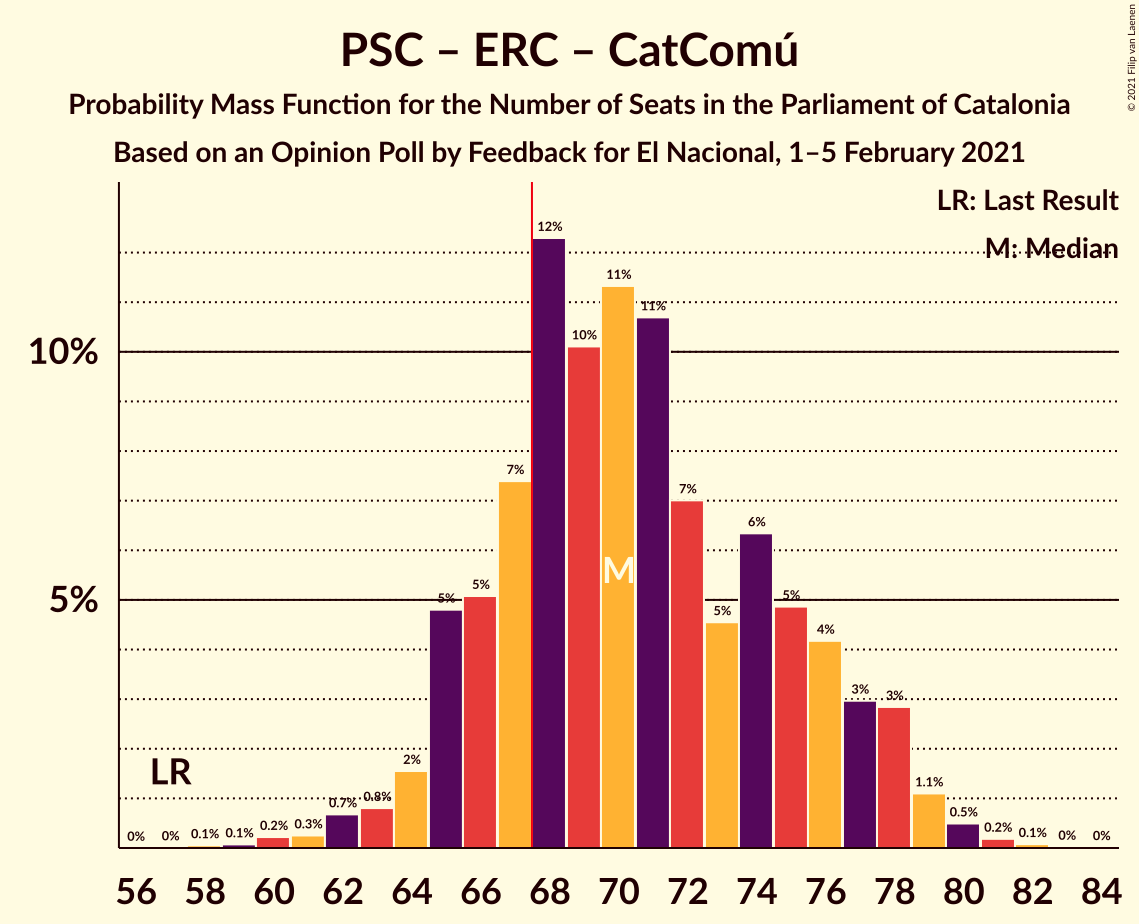 PSC – ERC – CatComú
Probability Mass Function for the Number of Seats in the Parliament of Catalonia
Based on an Opinion Poll by Feedback for El Nacional, 1–5 February 2021
© 2021 Filip van Laenen
LR: Last Result
M: Median
10%
5%
0% 0% 0.1% 0.1% 0.2% 0.3% 0.7% 0.8% 2% 5% 5% 7% 12% 10% 11% 11% 7% 5% 6% 5% 4% 3% 3% 1.1% 0.5% 0.2% 0.1% 0% 0%
LR
M
56 58 60 62 64 66 68 70 72 74 76 78 80 82 84